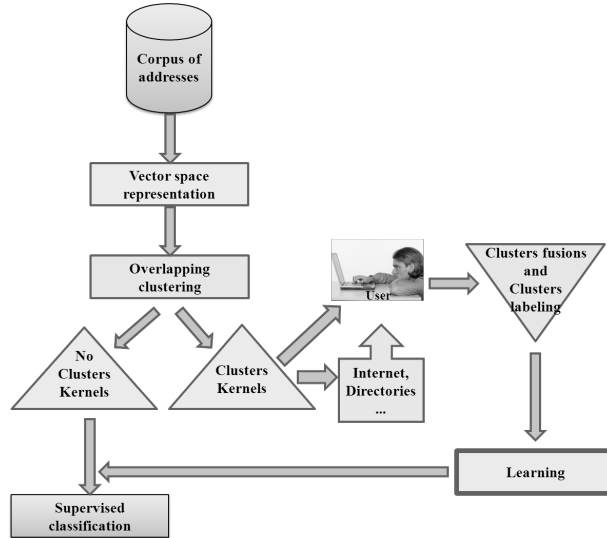 Corpus of
addresses
Vector space
representation
Overlapping
clustering
User
Clusters fusions
and
Clusters
labeling
No
Clusters
Kernels
Clusters
Kernels
Internet,
Directories
...
Learning
Supervised
classification